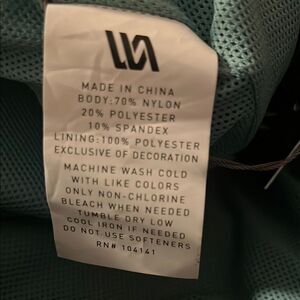 MADE IN CHINA
BODY:70% NYLON
20% POLYESTER
10% SPANDEX
LINING:100% POLYESTER
EXCLUSIVE OF DECORATION
MACHINE WASH COLD
WITH LIKE COLORS
ONLY NON-CHLORINE
BLEACH WHEN NEEDED
TUMBLE DRY LOW
COOL IRON IF NEEDED
DO NOT USE SOFTENERS
RN# 104141